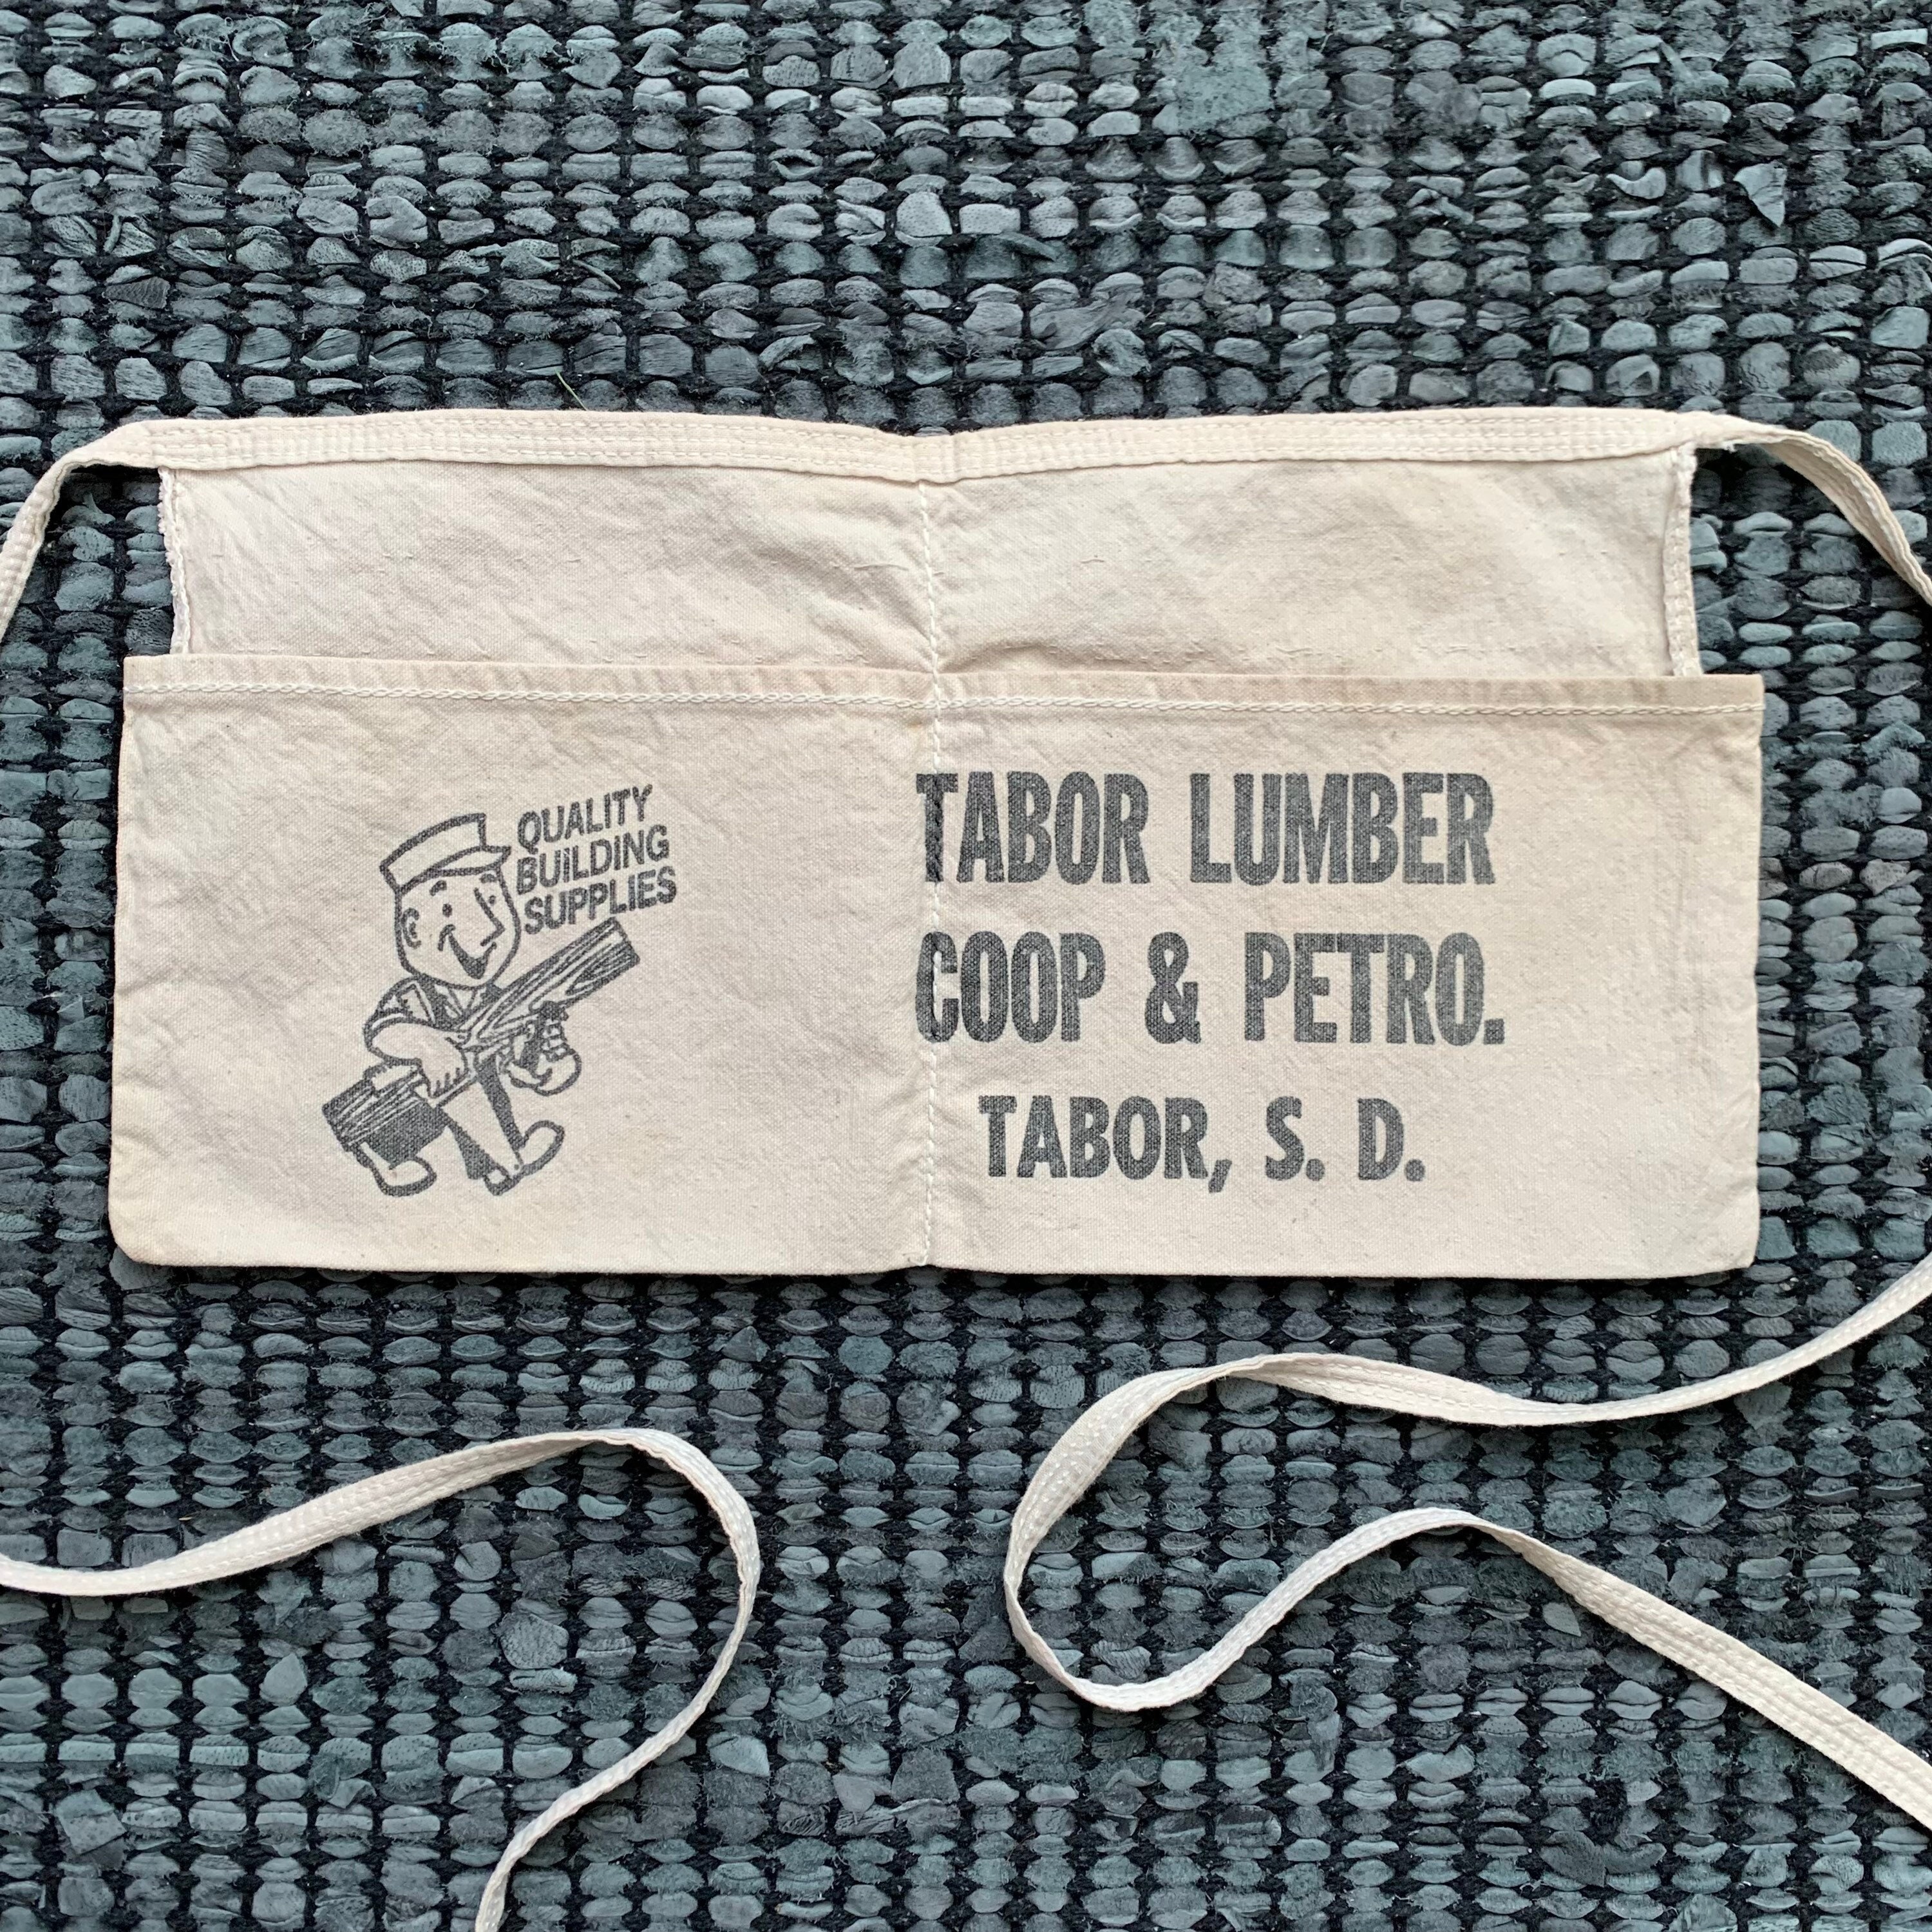 QUALITY
BUILDING
SUPPLIES
TABOR LUMBER
COOP & PETRO.
TABOR, S. D.